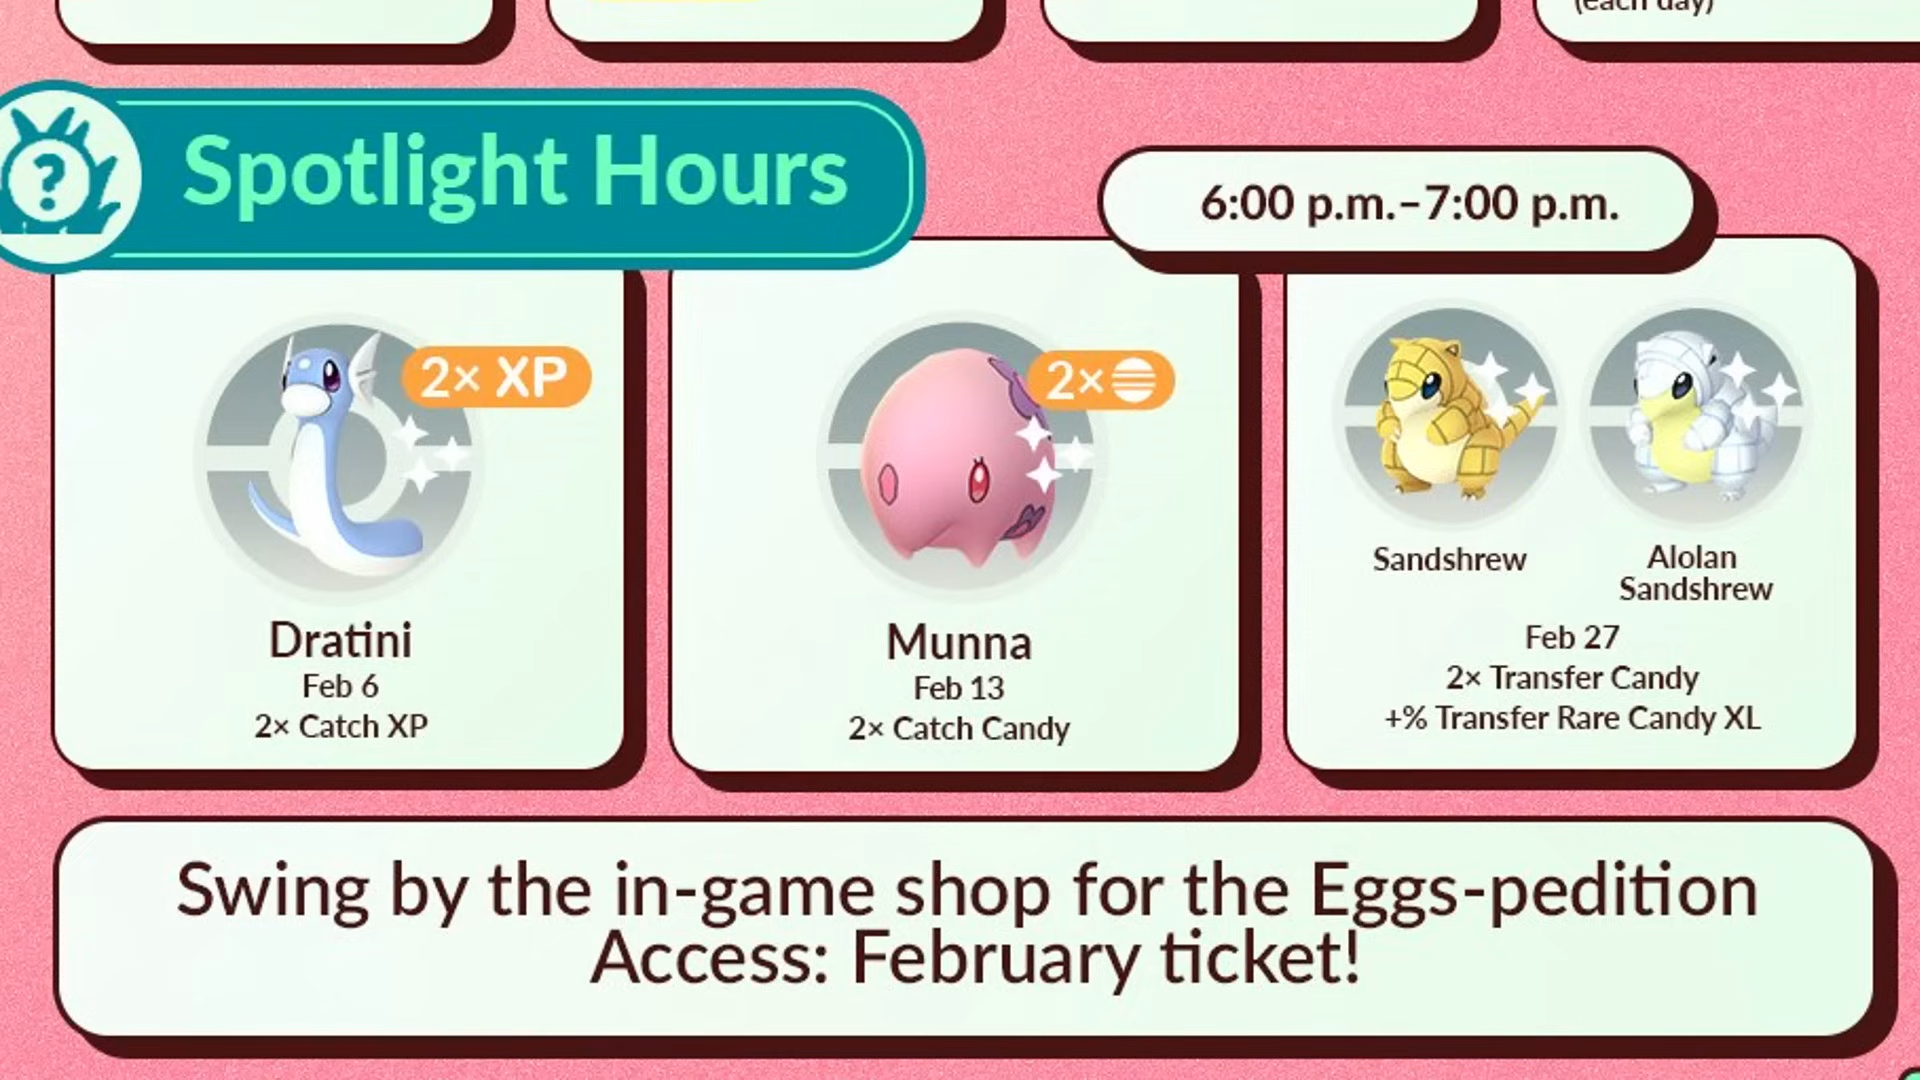 (each day)
Spotlight Hours
6:00 p.m.–7:00 p.m.
2× XP
Dratini
Feb 6
2× Catch XP
2×
Munna
Feb 13
2× Catch Candy
Sandshrew
Alolan
Sandshrew
Feb 27
2× Transfer Candy
+% Transfer Rare Candy XL
Swing by the in-game shop for the Eggs-pedition
Access: February ticket!